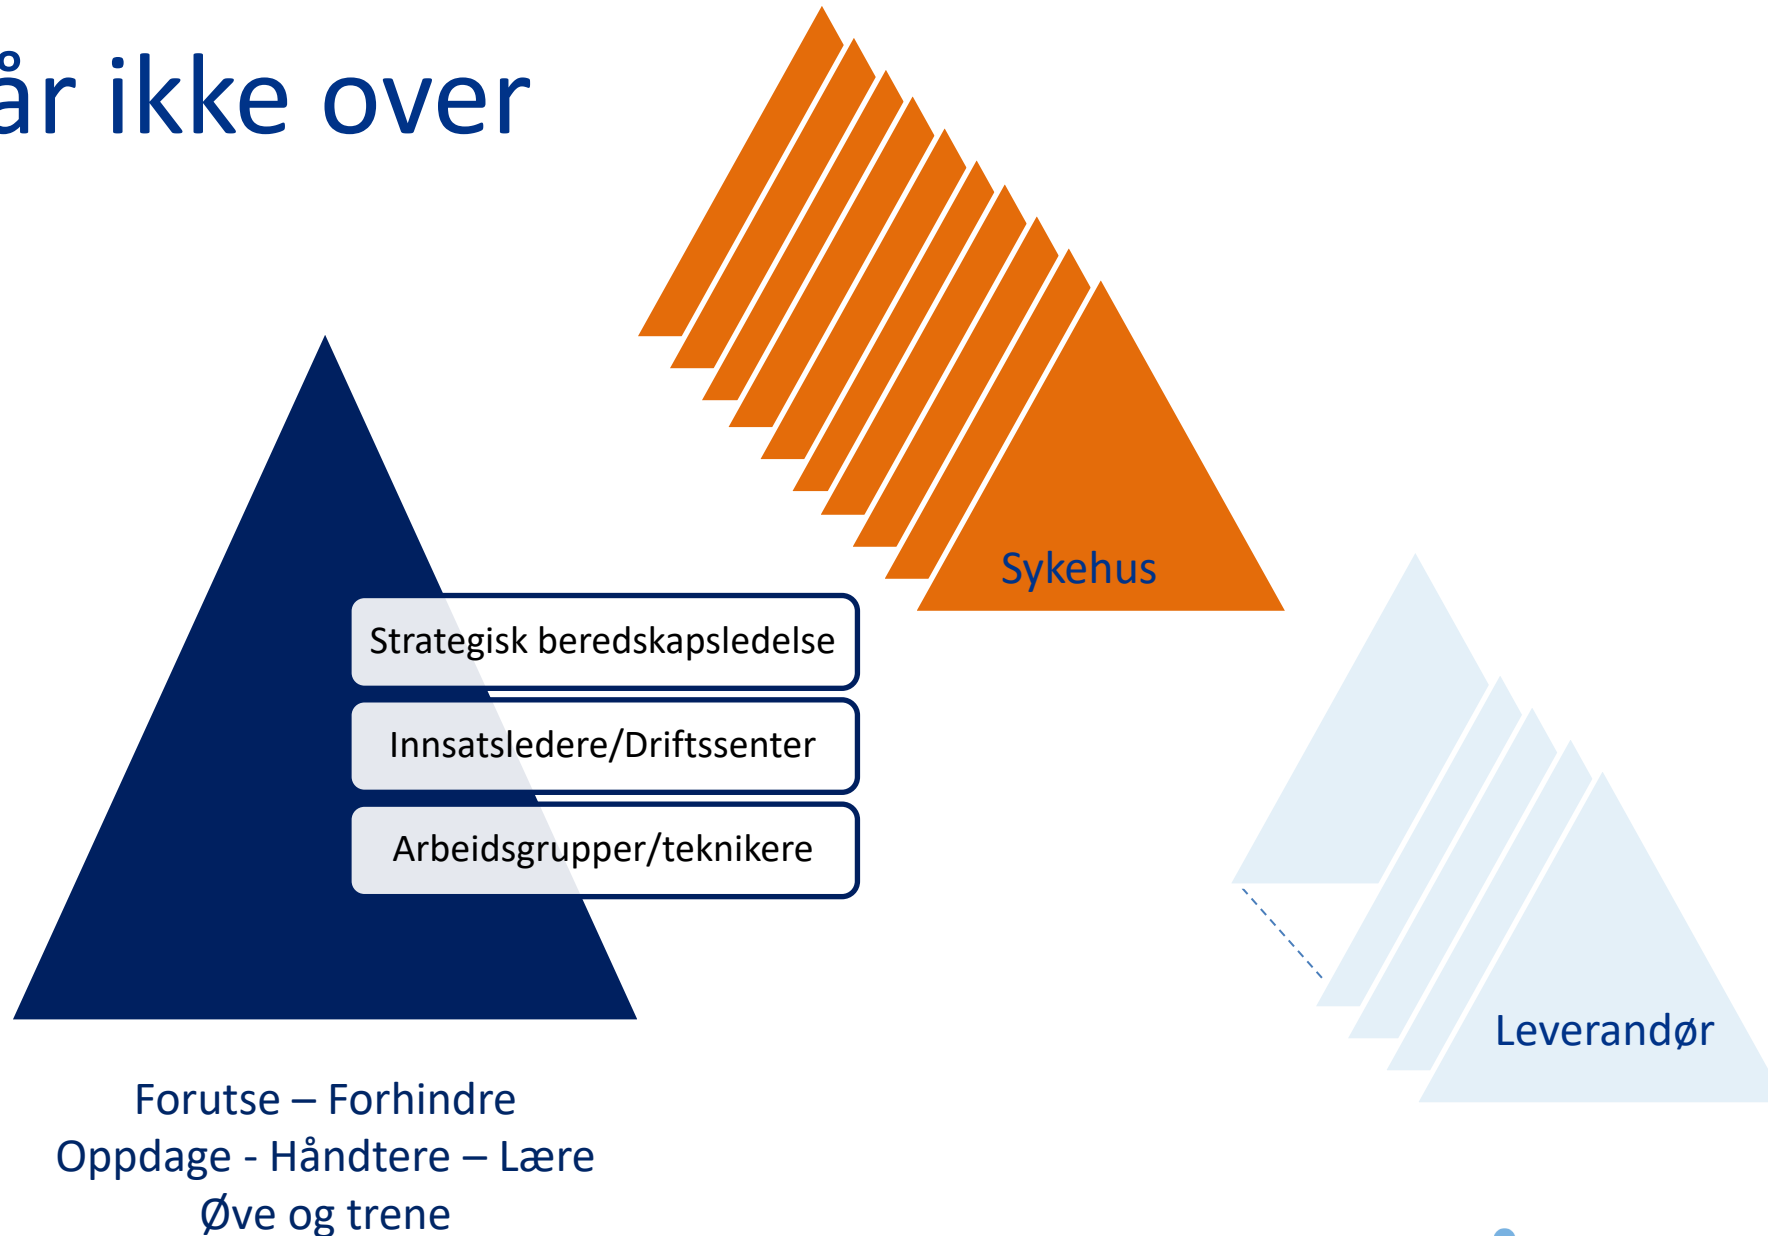 år ikke over
Sykehus
Strategisk beredskapsledelse
Innsatsledere/Driftssenter
Arbeidsgrupper/teknikere
Leverandør
Forutse – Forhindre
Oppdage - Håndtere – Lære
Øve og trene